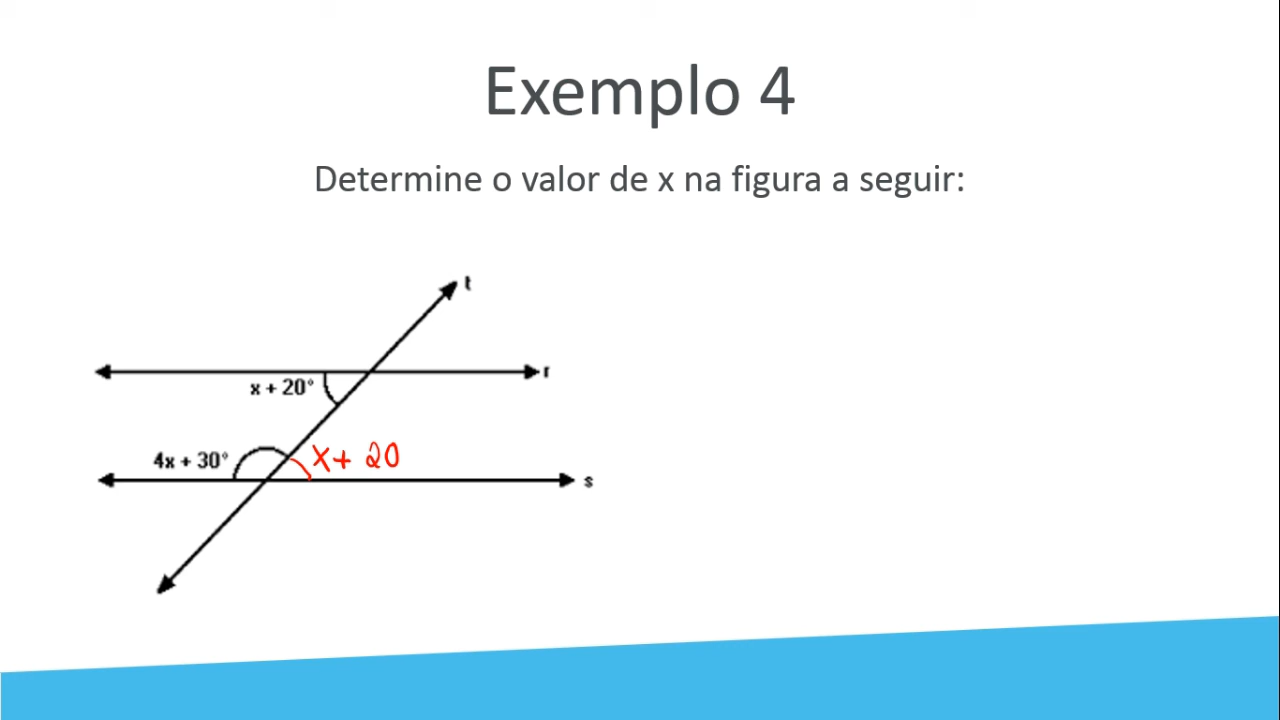 Exemplo 4
Determine o valor de x na figura a seguir:
t
r
x + 20°
4x + 30°
x + 20
s